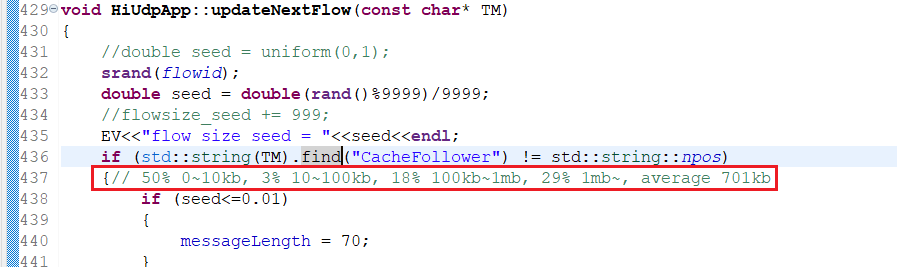 429 void HiUdpApp::updateNextFlow(const char* TM)
430 {
431 //double seed = uniform(0,1);
432 srand(flowid);
433 double seed = double(rand()%9999)/9999;
434 //flowsize_seed += 999;
435 EV<<"flow size seed = "<<seed<<endl;
436 if (std::string(TM).find("CacheFollower") != std::string::npos)
437 {// 50% 0~10kb, 3% 10~100kb, 18% 100kb~1mb, 29% 1mb~, average 701kb
438 if (seed<=0.01)
439 {
440 messageLength = 70;
441 }